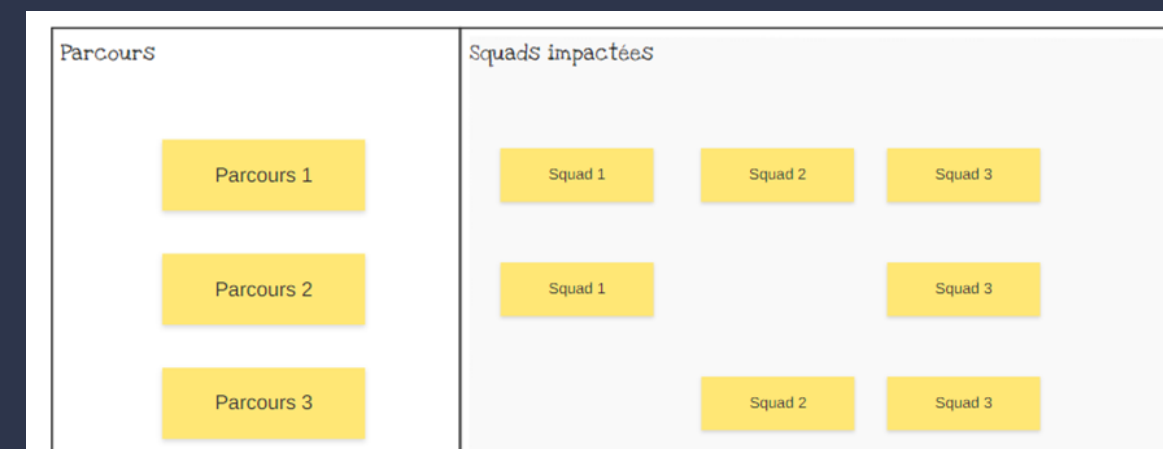 Parcours
Squads impactées
Parcours 1
Squad 1
Squad 2
Squad 3
Parcours 2
Squad 1
Squad 3
Parcours 3
Squad 2
Squad 3